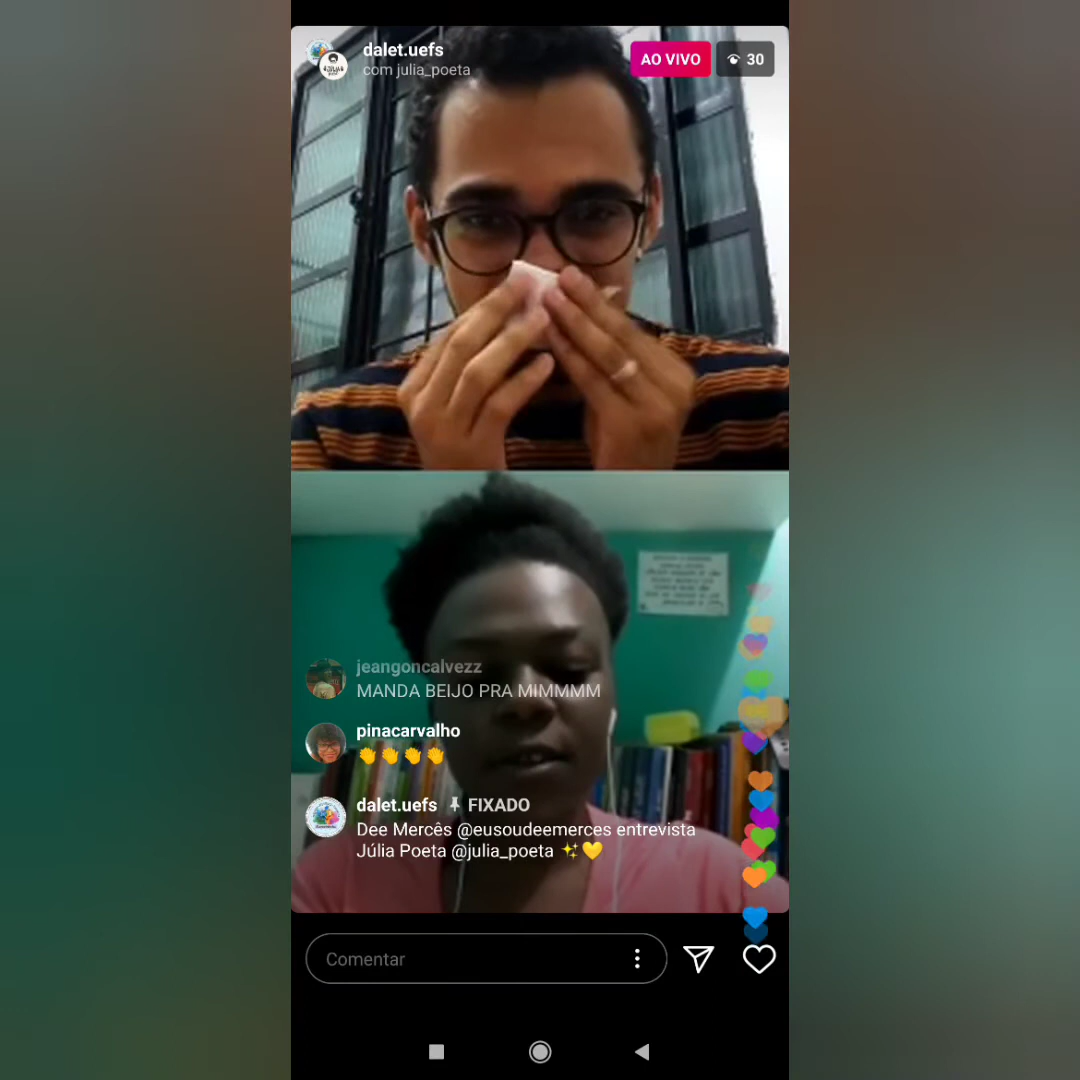 dalet.uefs
com julia_poeta
AO VIVO
30
jeangoncalvezz
MANDA BEIJO PRA MIMMMM
pinacarvalho
👏👏👏👏
dalet.uefs FIXADO
Dee Mercês @eusoudeemerces entrevista
Júlia Poeta @julia_poeta ✨💛
Comentar